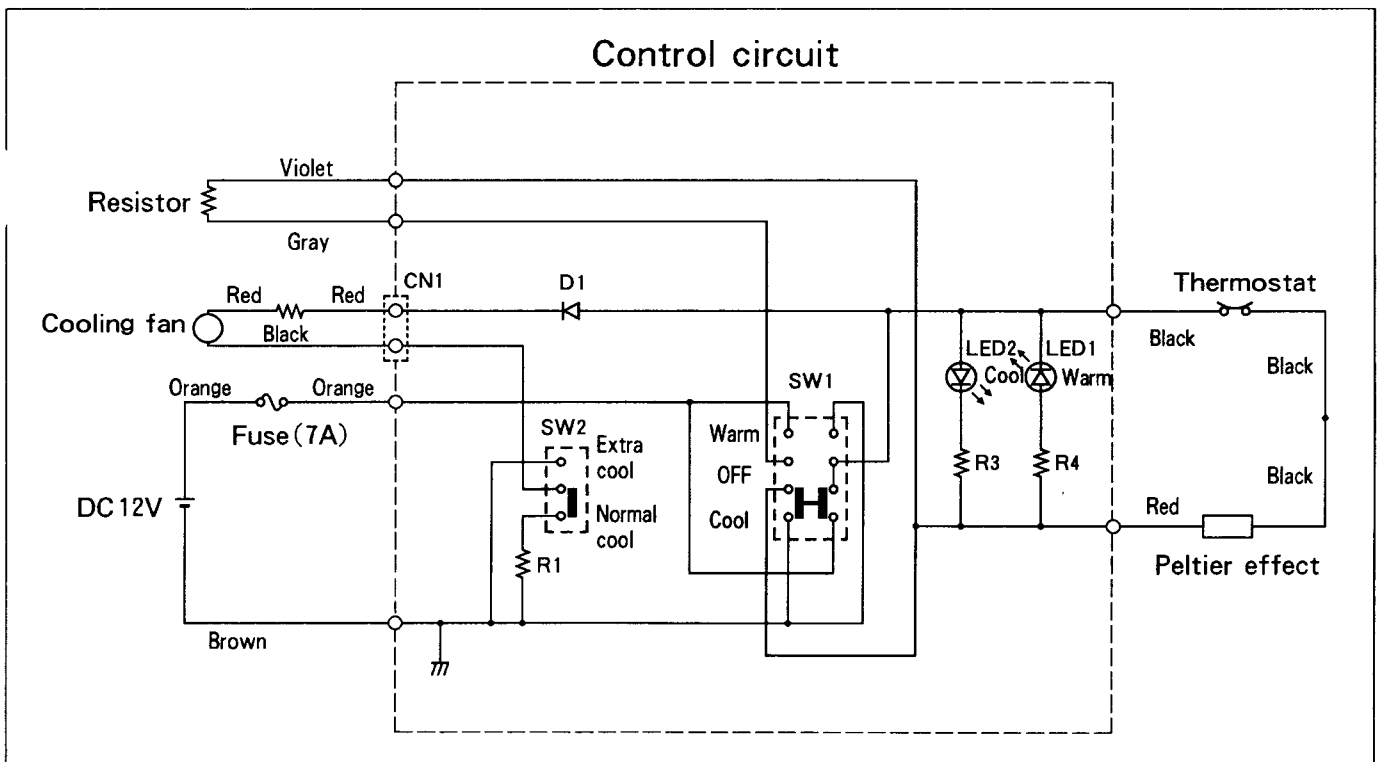 Control circuit
Violet
Resistor
Gray
CN1
D1
Thermostat
Red
Red
Cooling fan
Black
Black
LED2
LED1
Cool
Warm
Black
Orange
Orange
SW1
Fuse(7A)
SW2
Extra
cool
Warm
R3
R4
OFF
DC12V
Normal
cool
Cool
Black
Red
R1
Peltier effect
Brown